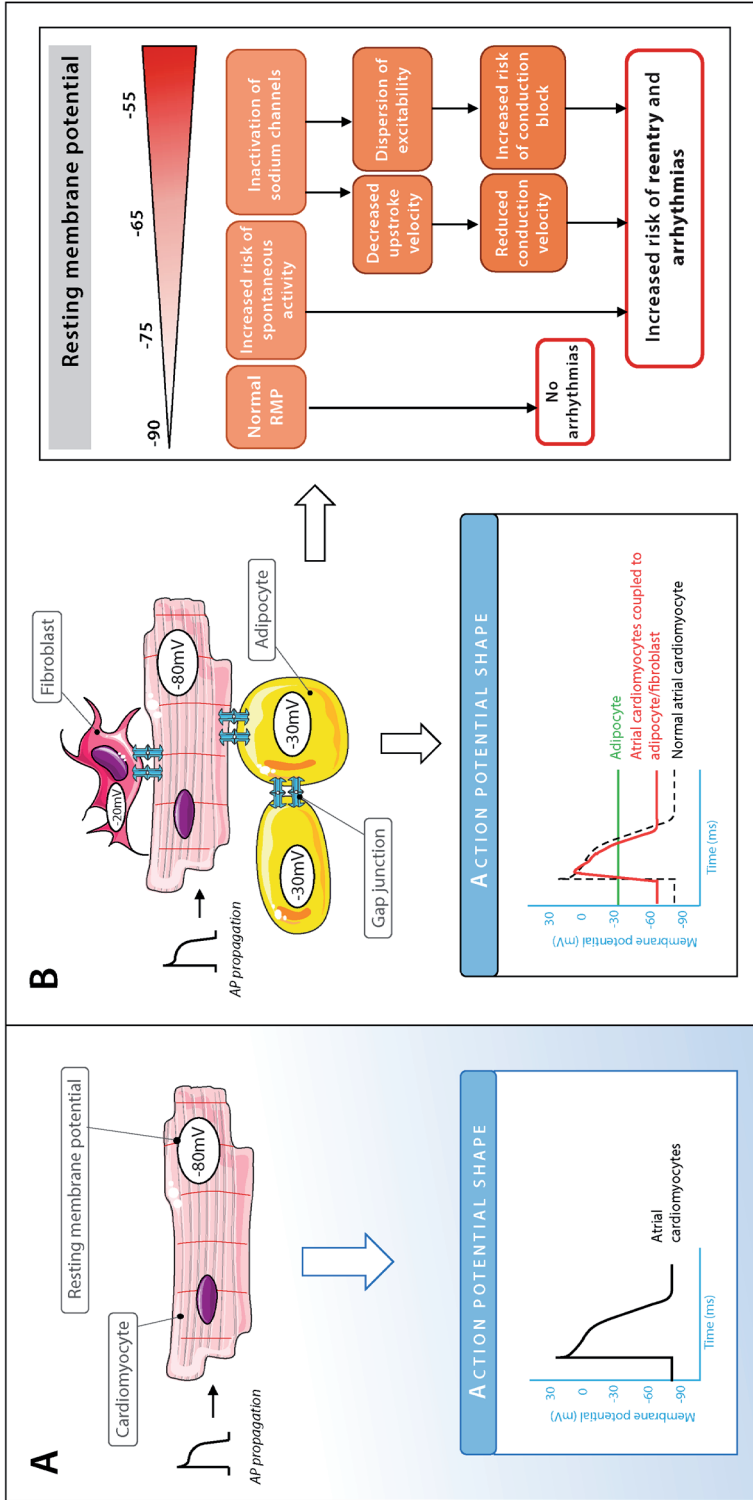 A
Cardiomyocyte
Resting membrane potential
-80mV
AP propagation
ACTION POTENTIAL SHAPE
Membrane potential (mV)
30
0
-30
-60
-90
Time (ms)
Atrial
cardiomyocytes
B
Fibroblast
-20mV
-80mV
AP propagation
-30mV
-30mV
Gap junction
Adipocyte
ACTION POTENTIAL SHAPE
Membrane potential (mV)
30
0
-30
-60
-90
Time (ms)
Adipocyte
Atrial cardiomyocytes coupled to
adipocyte/fibroblast
Normal atrial cardiomyocyte
Resting membrane potential
-90
-75
-65
-55
Normal
RMP
Increased risk of
spontaneous
activity
Inactivation of
sodium channels
Decreased
upstroke
velocity
Dispersion of
excitability
Reduced
conduction
velocity
Increased risk
of conduction
block
No
arrhythmias
Increased risk of reentry and
arrhythmias